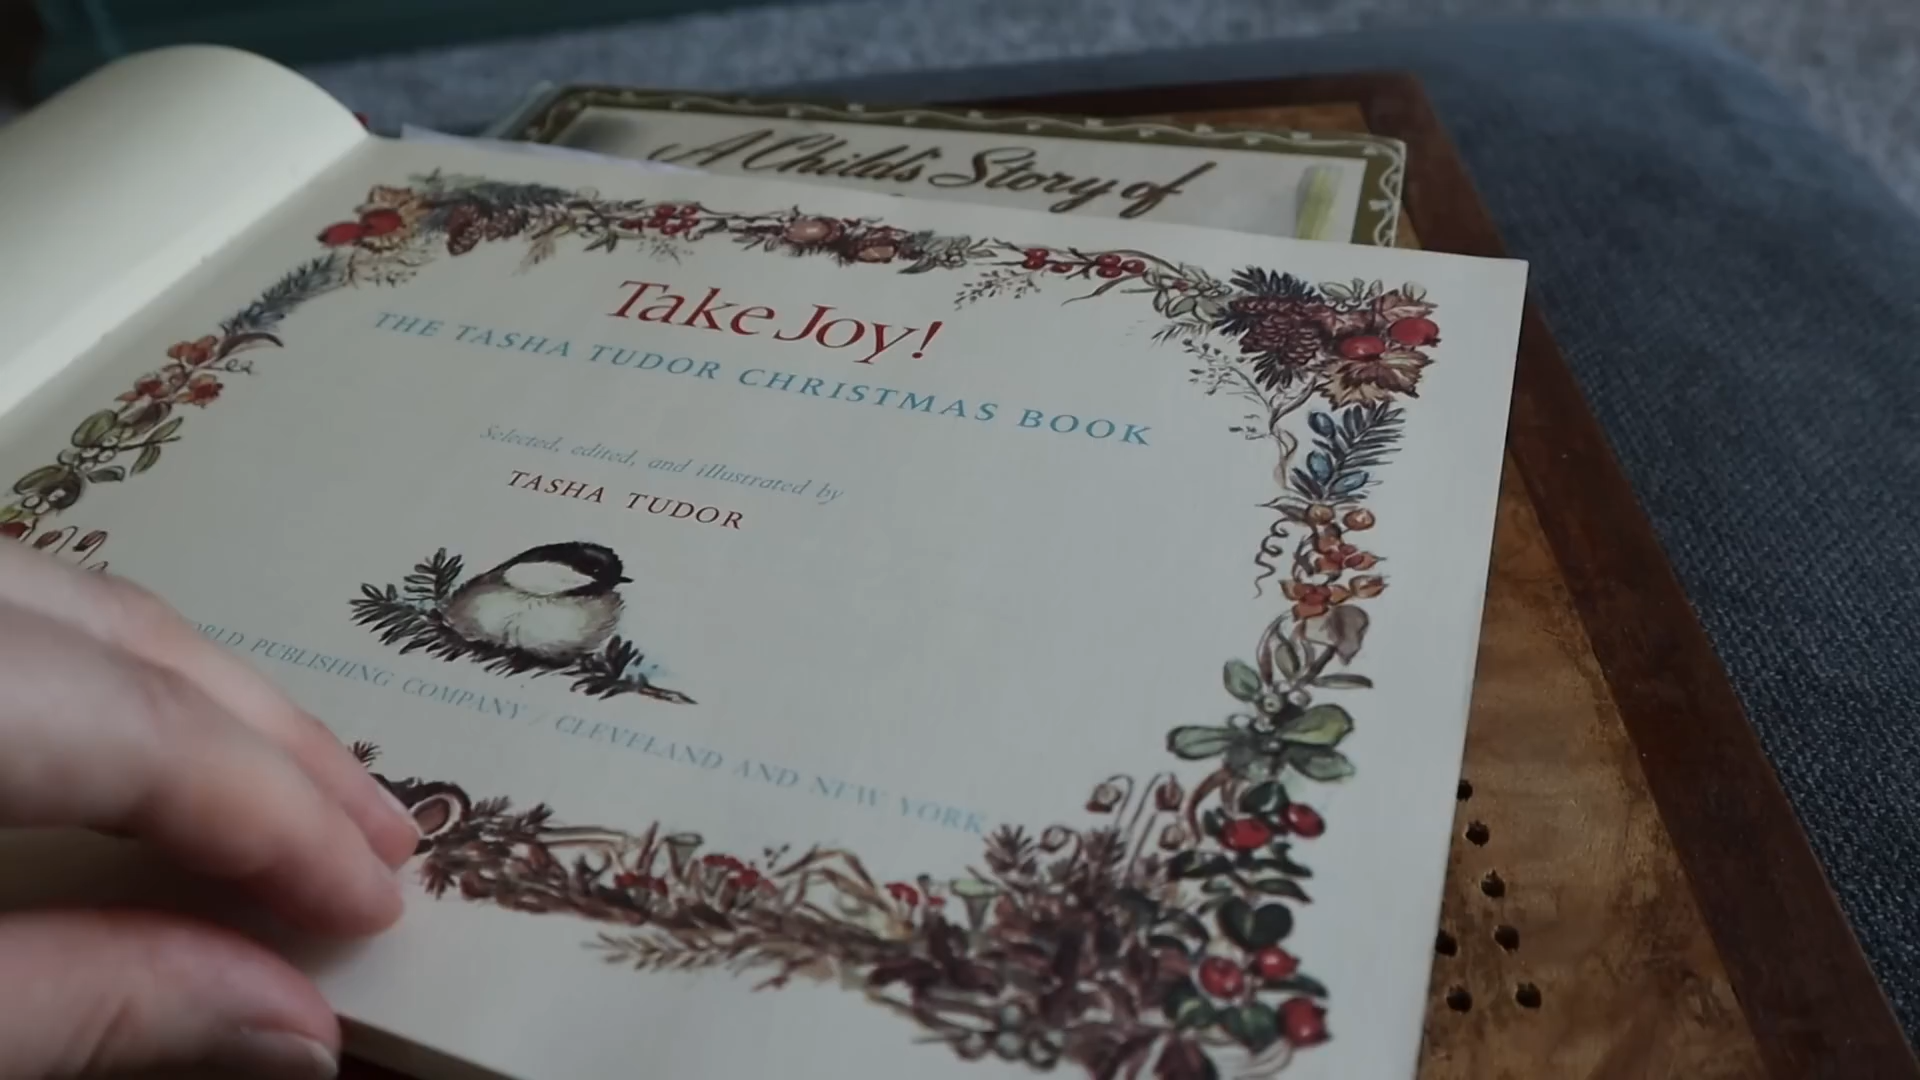 A Child's Story of
Take Joy!
THE TASHA TUDOR CHRISTMAS BOOK
Selected, edited, and illustrated by
TASHA TUDOR
PUBLISHING COMPANY / CLEVELAND AND NEW YORK